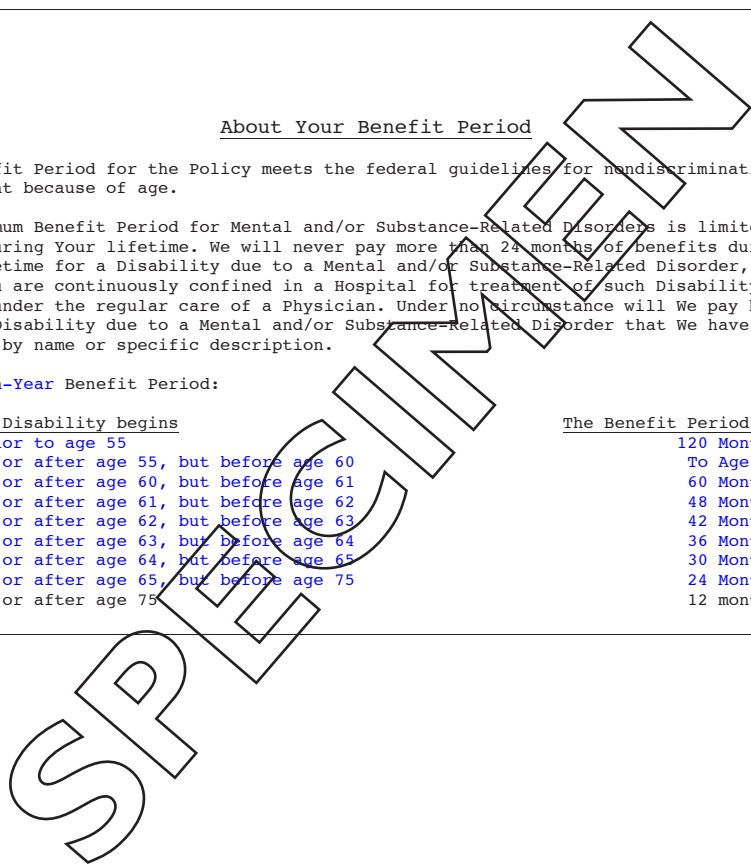 About Your Benefit Period
fit Period for the Policy meets the federal guidelines for nondiscriminati
nt because of age.
mum Benefit Period for Mental and/or Substance-Related Disorders is limite
uring Your lifetime. We will never pay more than 24 months of benefits du
etime for a Disability due to a Mental and/or Substance-Related Disorder,
u are continuously confined in a Hospital for treatment of such Disability
under the regular care of a Physician. Under no circumstance will We pay b
Disability due to a Mental and/or Substance-Related Disorder that We have
by name or specific description.
n-Year Benefit Period:
Disability begins The Benefit Period
ior to age 55 120 Mon
or after age 55, but before age 60 To Age
or after age 60, but before age 61 60 Mon
or after age 61, but before age 62 48 Mon
or after age 62, but before age 63 42 Mon
or after age 63, but before age 64 36 Mon
or after age 64, but before age 65 30 Mon
or after age 65, but before age 75 24 Mon
or after age 75 12 mon
SPECIMEN